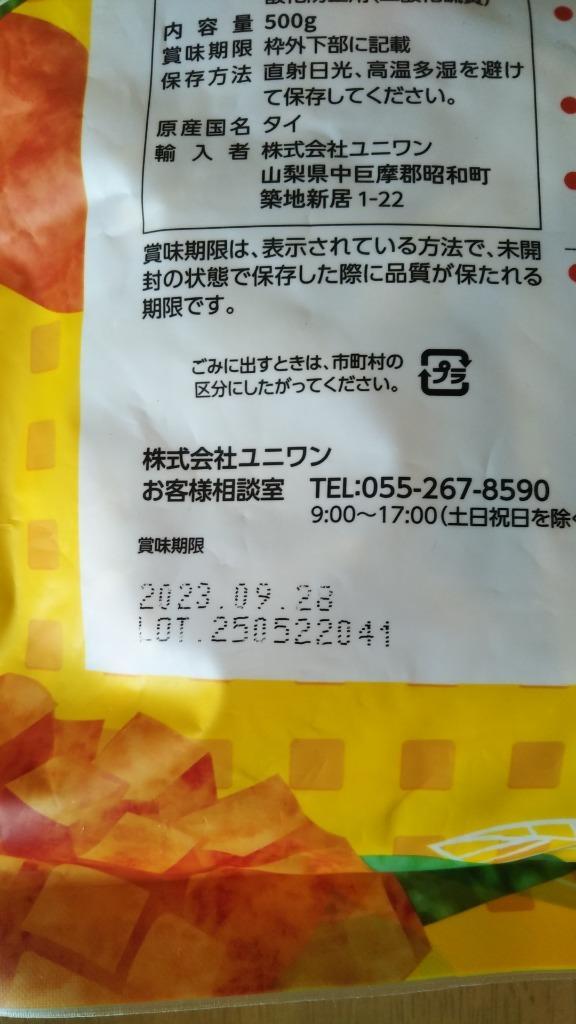 内容量 500g
賞味期限 枠外下部に記載
保存方法 直射日光、高温多湿を避け
て保存してください。
原産国名 タイ
輸入者 株式会社ユニワン
山梨県中巨摩郡昭和町
築地新居1-22
賞味期限は、表示されている方法で、未開
封の状態で保存した際に品質が保たれる
期限です。
ごみに出すときは、市町村の
区分にしたがってください。
プラ
株式会社ユニワン
お客様相談室 TEL:055-267-8590
9:00〜17:00(土日祝日を除く
賞味期限
2023.09.28
LOT.250522041